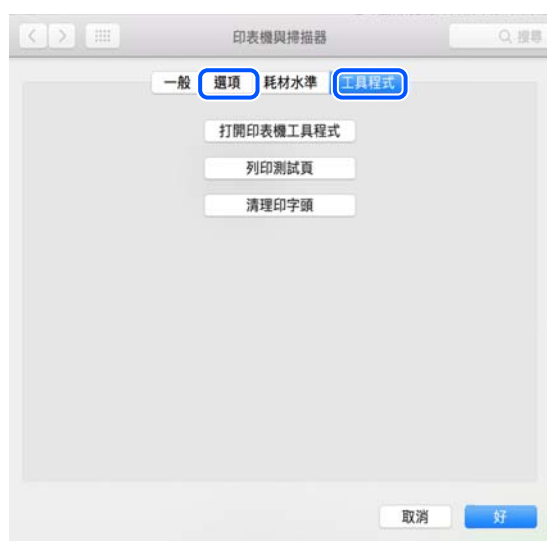 印表機與掃描器
搜尋
一般 選項 耗材水準 工具程式
打開印表機工具程式
列印測試頁
清理印字頭
取消 好